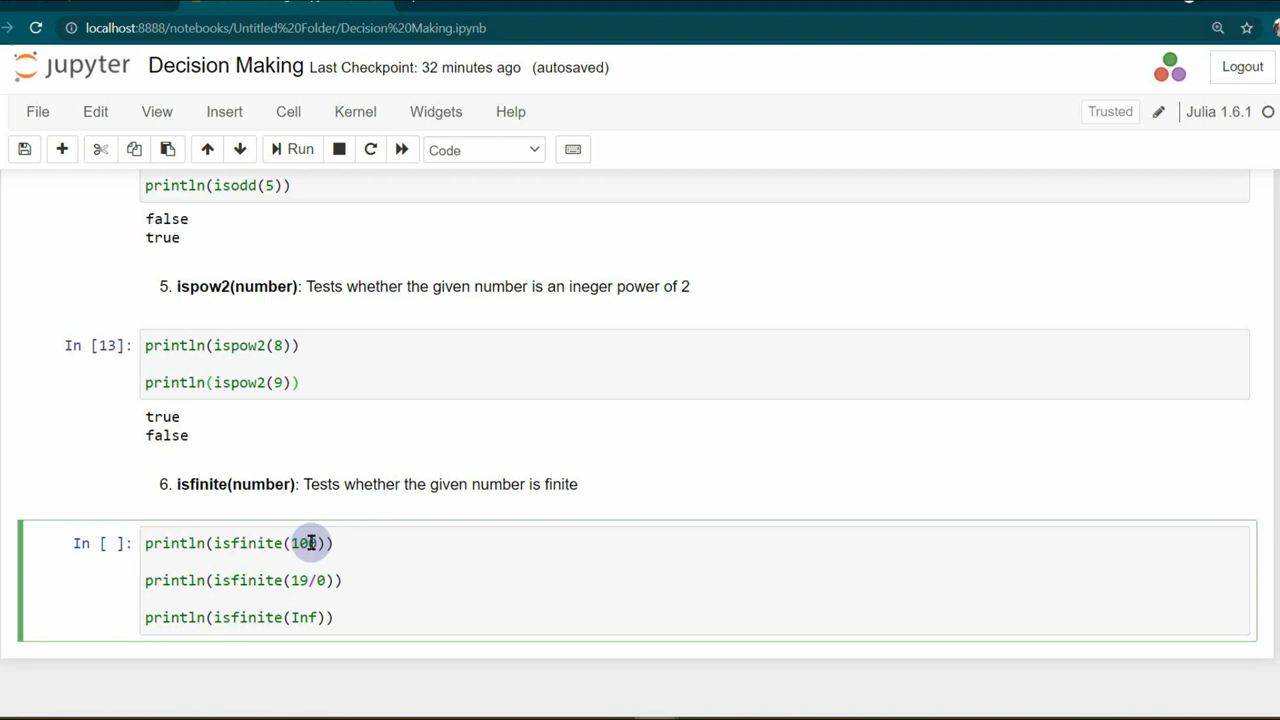 localhost:8888/notebooks/Untitled%20Folder/Decision%20Making.ipynb
jupyter Decision Making Last Checkpoint: 32 minutes ago (autosaved) Logout
File Edit View Insert Cell Kernel Widgets Help Trusted Julia 1.6.1
Run Code
println(isodd(5))
false
true
5. ispow2(number): Tests whether the given number is an ineger power of 2
In [13]: println(ispow2(8))
println(ispow2(9))
true
false
6. isfinite(number): Tests whether the given number is finite
In [ ]: println(isfinite(100))
println(isfinite(19/0))
println(isfinite(Inf))